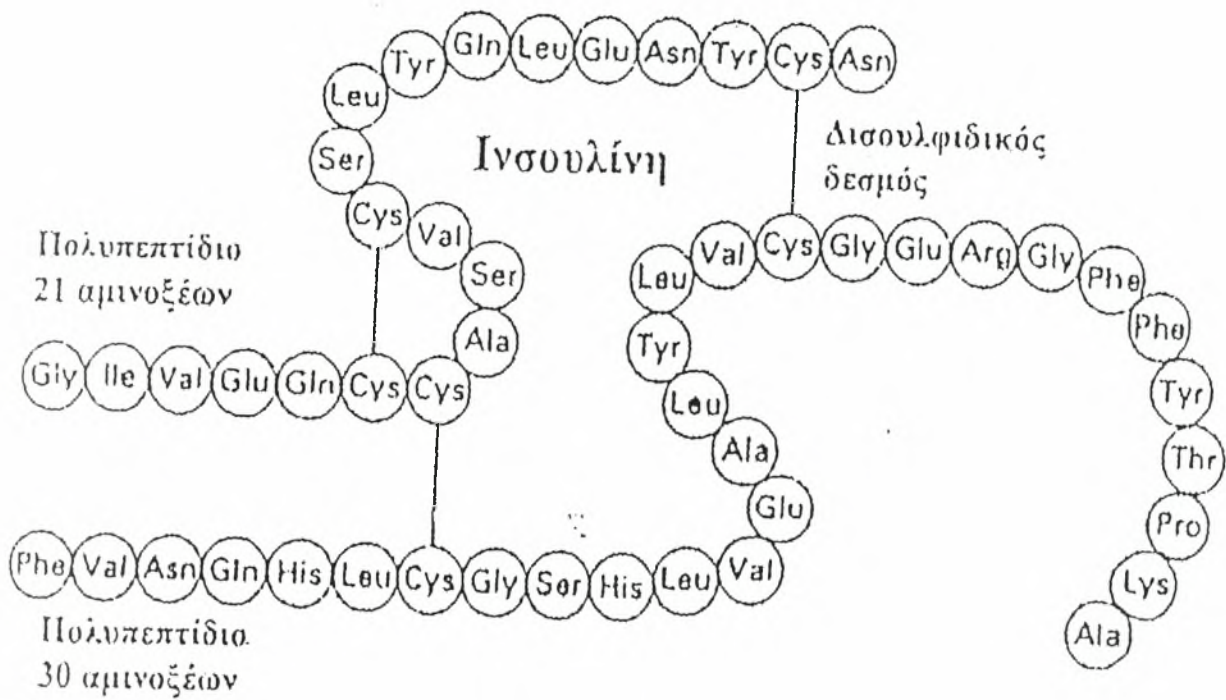 Tyr Gln Leu Glu Asn Tyr Cys Asn
Leu
Ser
Ινσουλίνη
Δισουλφιδικός
δεσμός
Cys Val Ser Ala
Πολυπεπτίδιο
21 αμινοξέων
Gly Ile Val Glu Gln Cys Cys
Leu Val Cys Gly Glu Arg Gly Phe Phe Tyr Thr Pro Lys Ala
Tyr
Leu
Ala
Glu
Phe Val Asn Gln His Leu Cys Gly Ser His Leu Val
Πολυπεπτίδιο
30 αμινοξέων